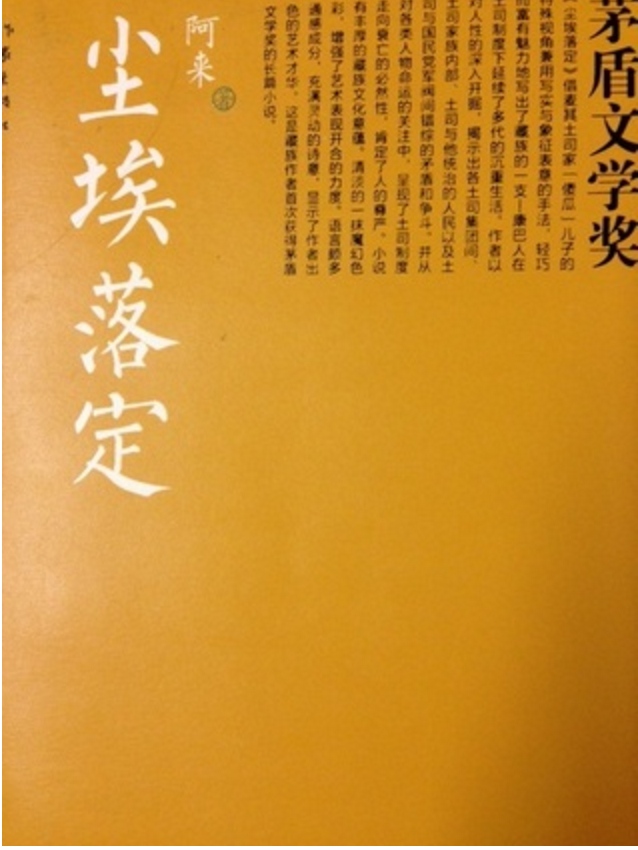 茅盾文学奖
《尘埃落定》借麦其土司家“傻瓜”儿子的
特殊视角兼用写实与象征表意的手法，轻巧
而富有魅力地写出了藏族的一支—康巴人在
土司制度下延续了多代的沉重生活。作者以
对人性的深入开掘，揭示出各土司集团间、
土司家族内部、土司与他统治的人民以及土
司与国民党军阀间错综的矛盾和争斗。并从
对各类人物命运的关注中，呈现了土司制度
走向衰亡的必然性，肯定了人的尊严。小说
有丰厚的藏族文化意蕴。清淡的一抹魔幻色
彩，增强了艺术表现开合的力度。语言颇多
通感成分，充满灵动的诗意，显示了作者出
色的艺术才华。这是藏族作者首次获得茅盾
文学奖的长篇小说。
阿来 著
尘埃落定